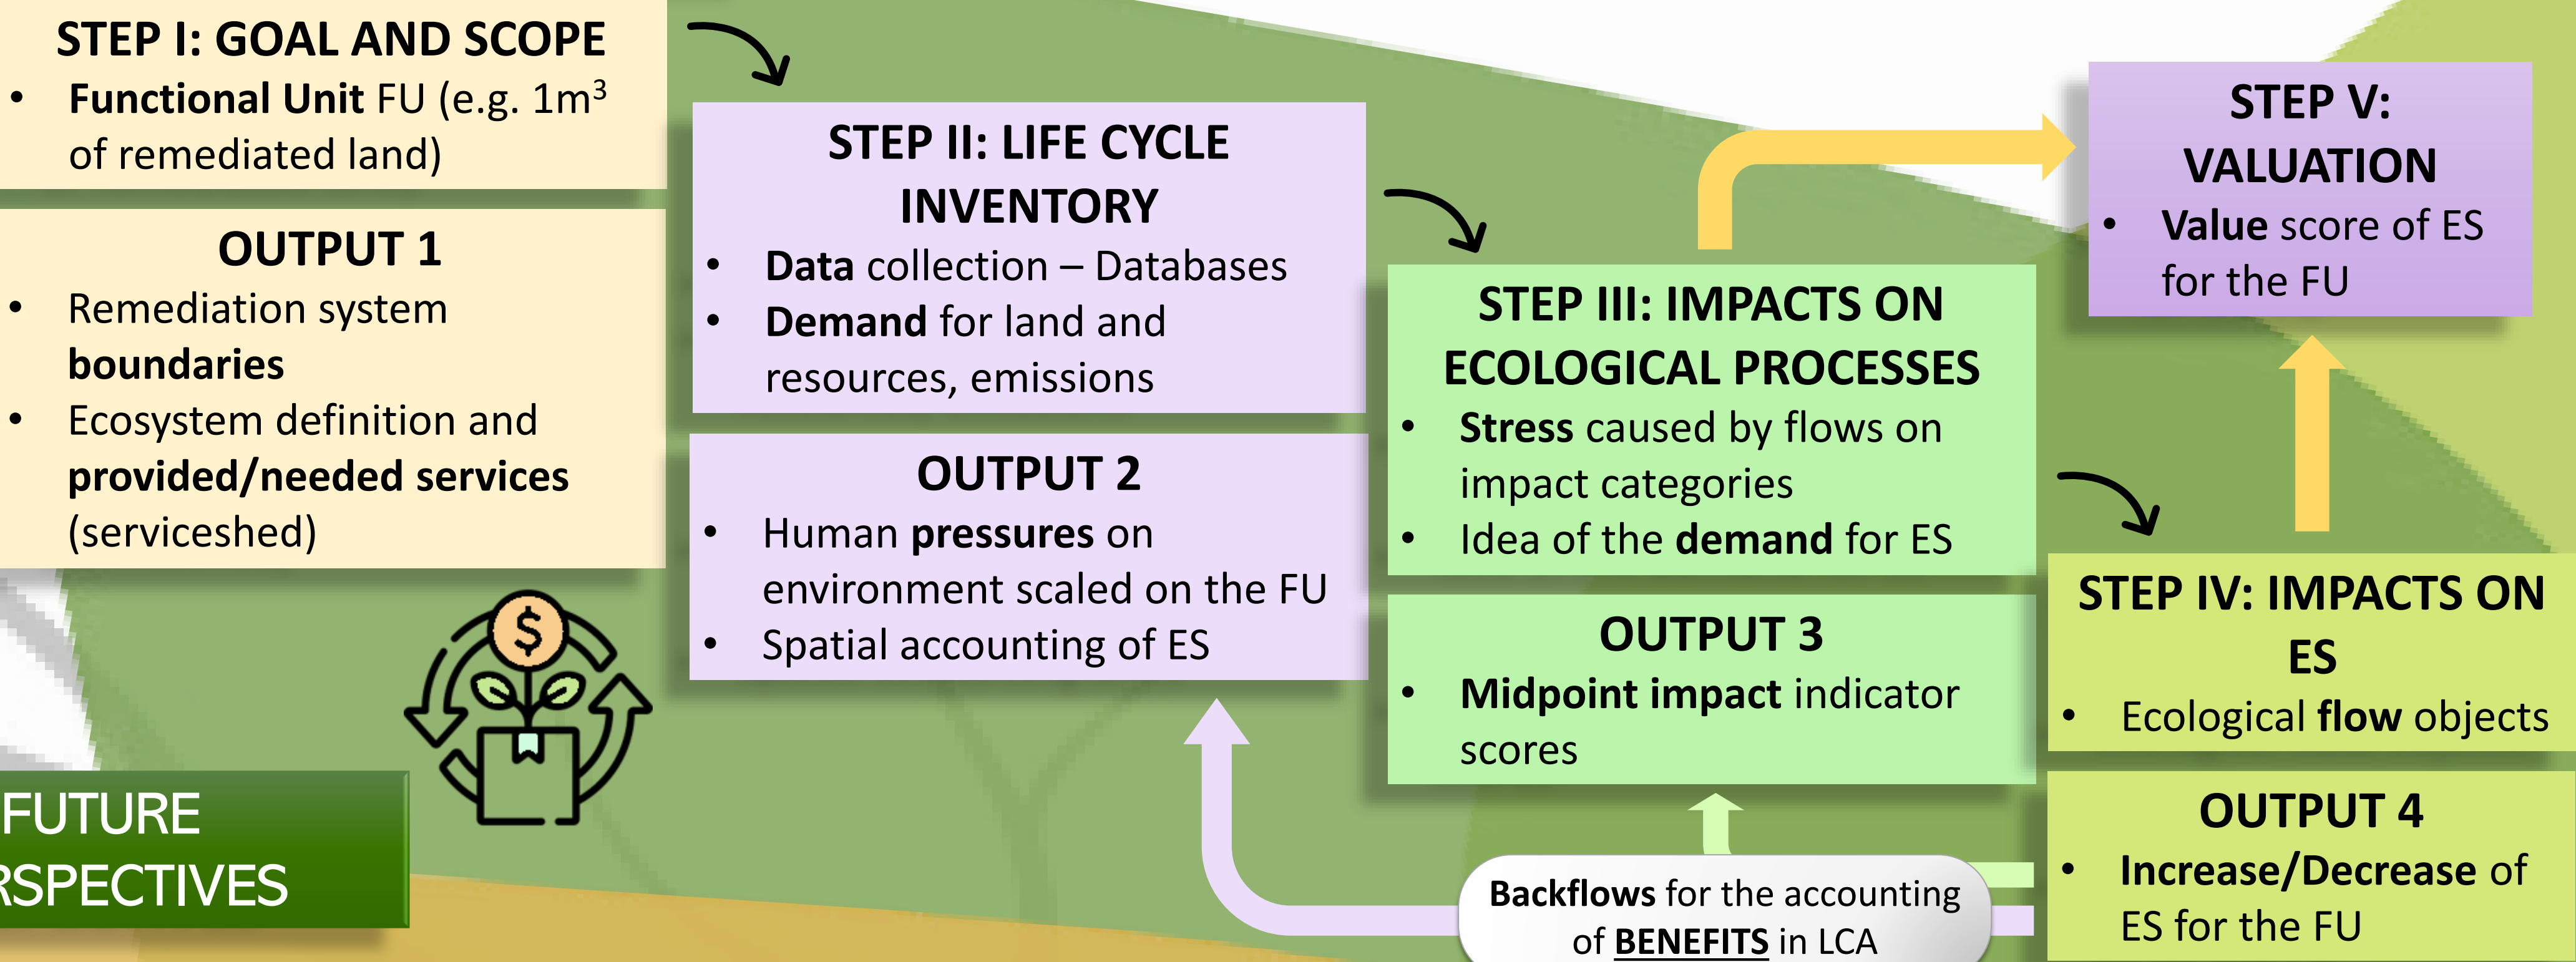 STEP I: GOAL AND SCOPE
• Functional Unit FU (e.g. 1m³
of remediated land)
OUTPUT 1
• Remediation system
boundaries
• Ecosystem definition and
provided/needed services
(serviceshed)
STEP II: LIFE CYCLE
INVENTORY
• Data collection – Databases
• Demand for land and
resources, emissions
OUTPUT 2
• Human pressures on
environment scaled on the FU
• Spatial accounting of ES
STEP III: IMPACTS ON
ECOLOGICAL PROCESSES
• Stress caused by flows on
impact categories
• Idea of the demand for ES
OUTPUT 3
• Midpoint impact indicator
scores
STEP IV: IMPACTS ON
ES
• Ecological flow objects
OUTPUT 4
• Increase/Decrease of
ES for the FU
STEP V:
VALUATION
• Value score of ES
for the FU
Backflows for the accounting
of BENEFITS in LCA
$
FUTURE
RSPECTIVES